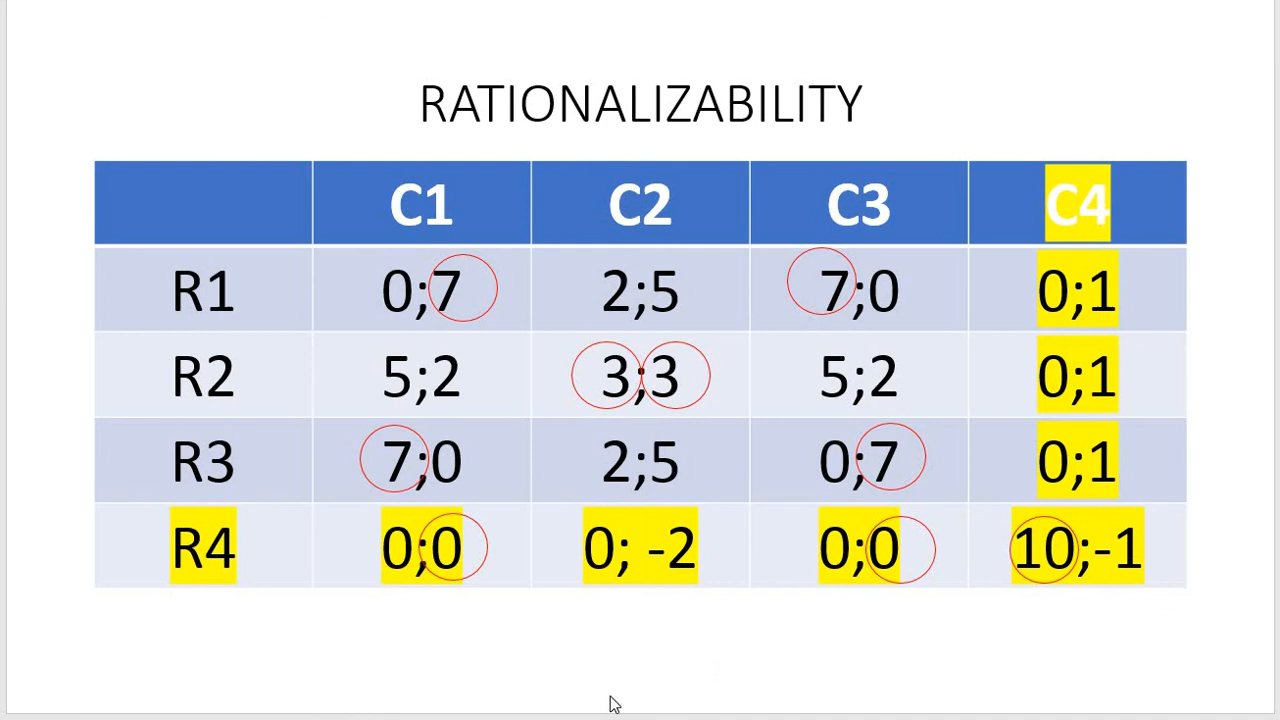 RATIONALIZABILITY
C1 C2 C3 C4
R1 0;7 2;5 7;0 0;1
R2 5;2 3;3 5;2 0;1
R3 7;0 2;5 0;7 0;1
R4 0;0 0; -2 0;0 10;-1